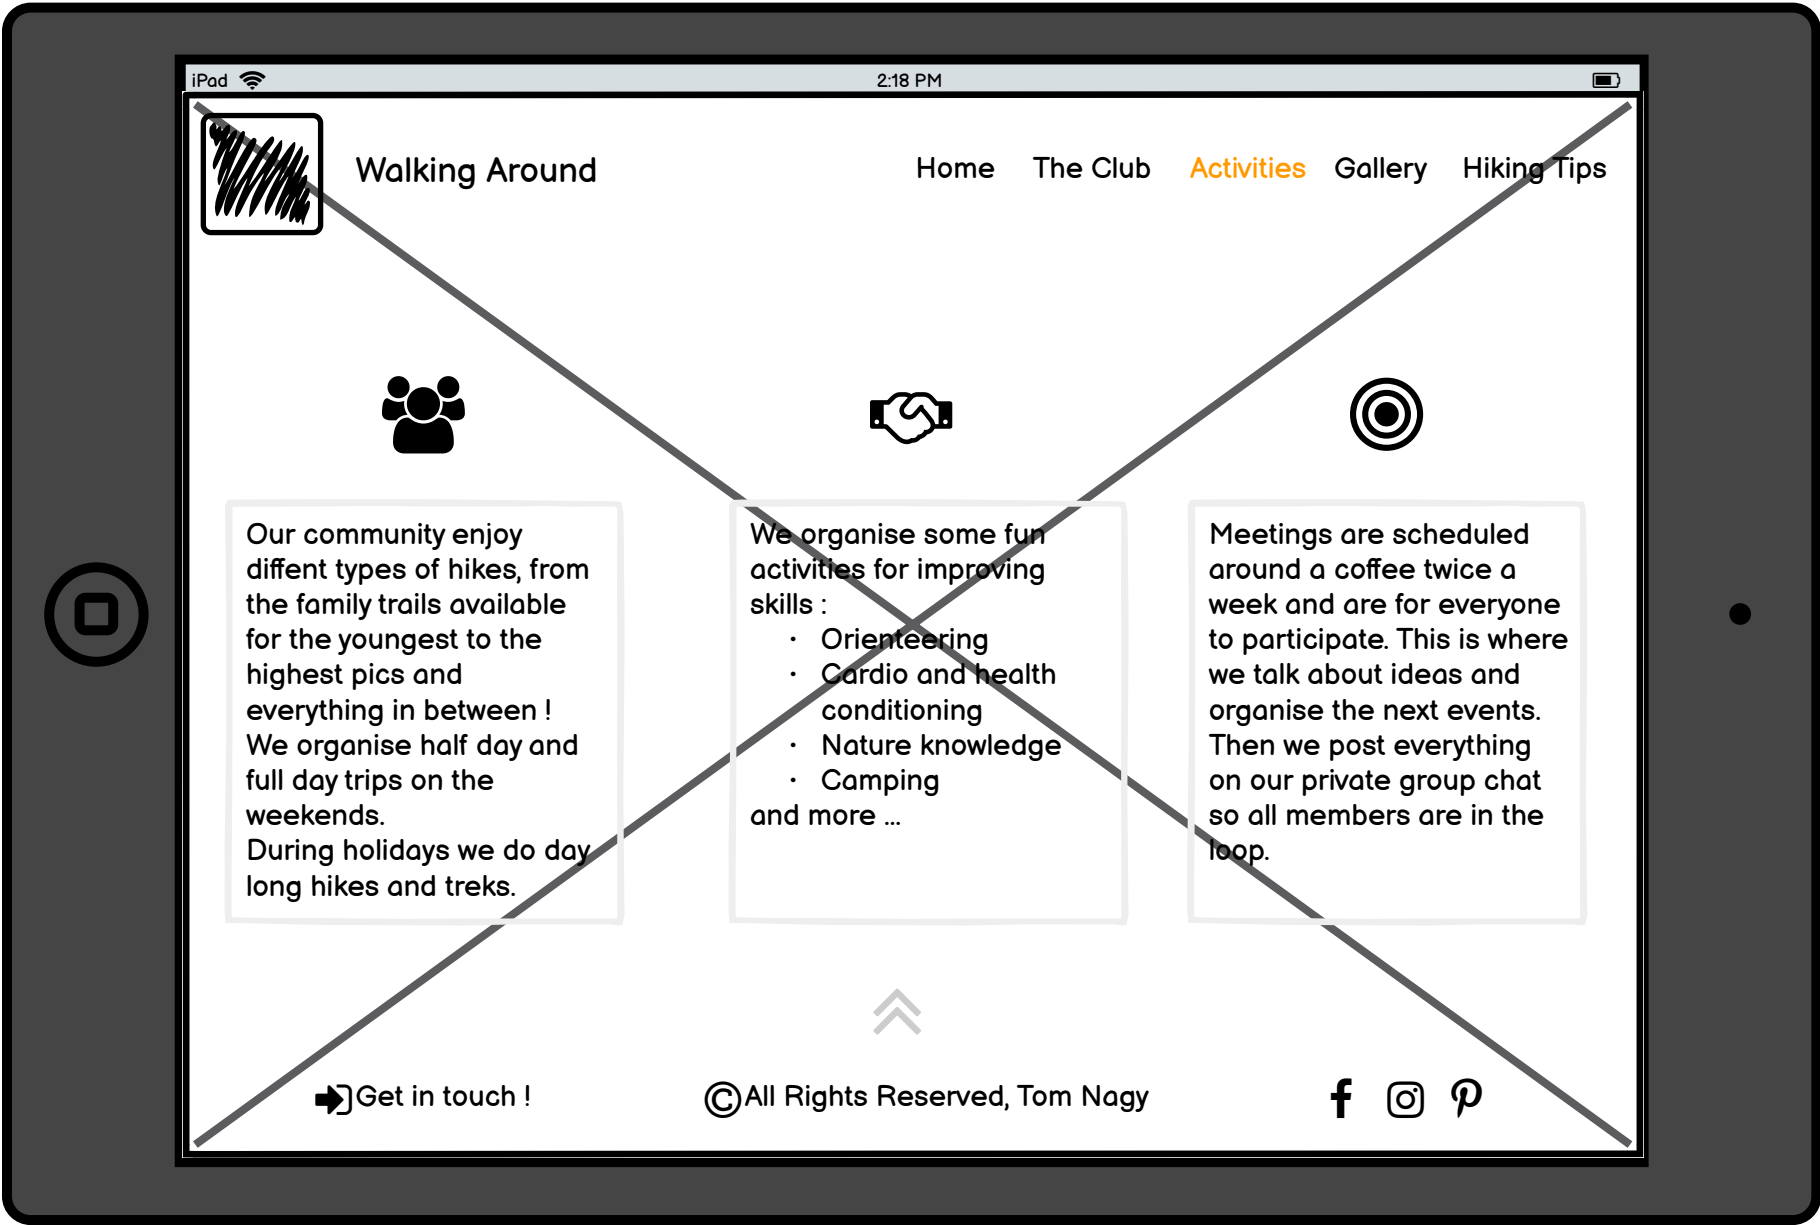 iPad
2:18 PM
Walking Around
Home
The Club
Activities
Gallery
Hiking Tips
Our community enjoy
diffent types of hikes, from
the family trails available
for the youngest to the
highest pics and
everything in between !
We organise half day and
full day trips on the
weekends.
During holidays we do day
long hikes and treks.
We organise some fun
activities for improving
skills :
• Orienteering
• Cardio and health
conditioning
• Nature knowledge
• Camping
and more ...
Meetings are scheduled
around a coffee twice a
week and are for everyone
to participate. This is where
we talk about ideas and
organise the next events.
Then we post everything
on our private group chat
so all members are in the
loop.
Get in touch !
©All Rights Reserved, Tom Nagy